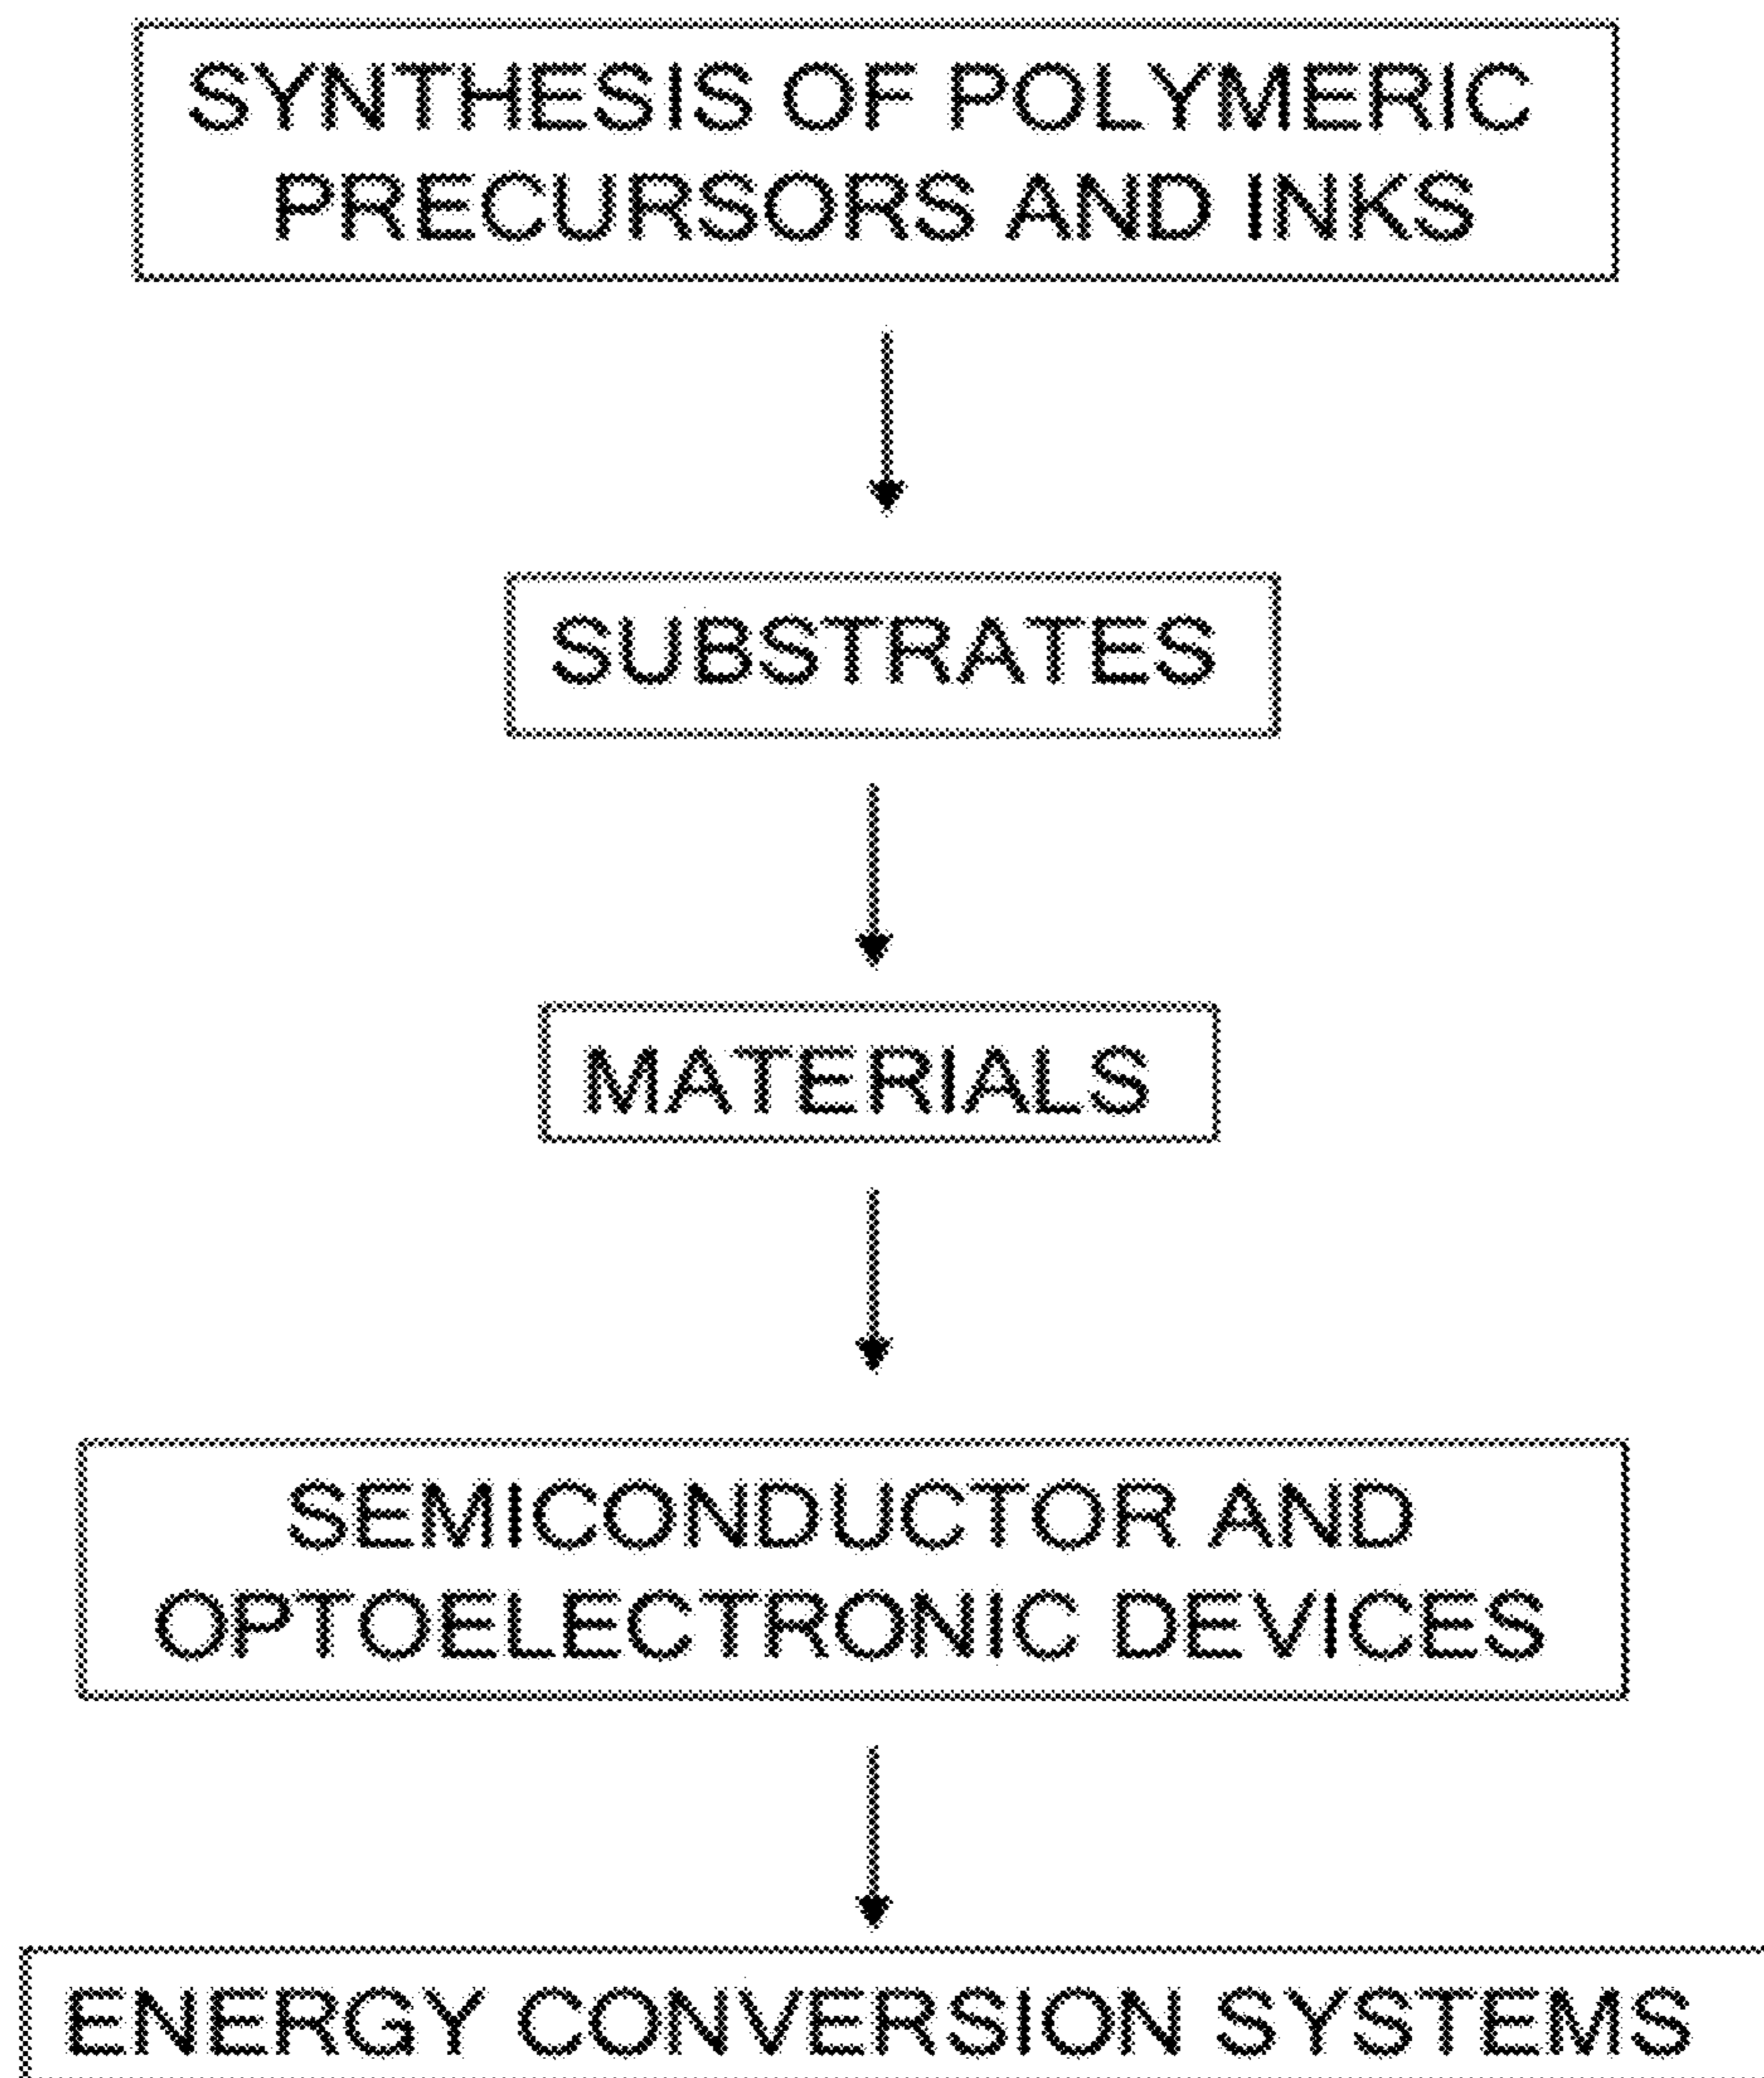 SYNTHESIS OF POLYMERIC
PRECURSORS AND INKS
SUBSTRATES
MATERIALS
SEMICONDUCTOR AND
OPTOELECTRONIC DEVICES
ENERGY CONVERSION SYSTEMS